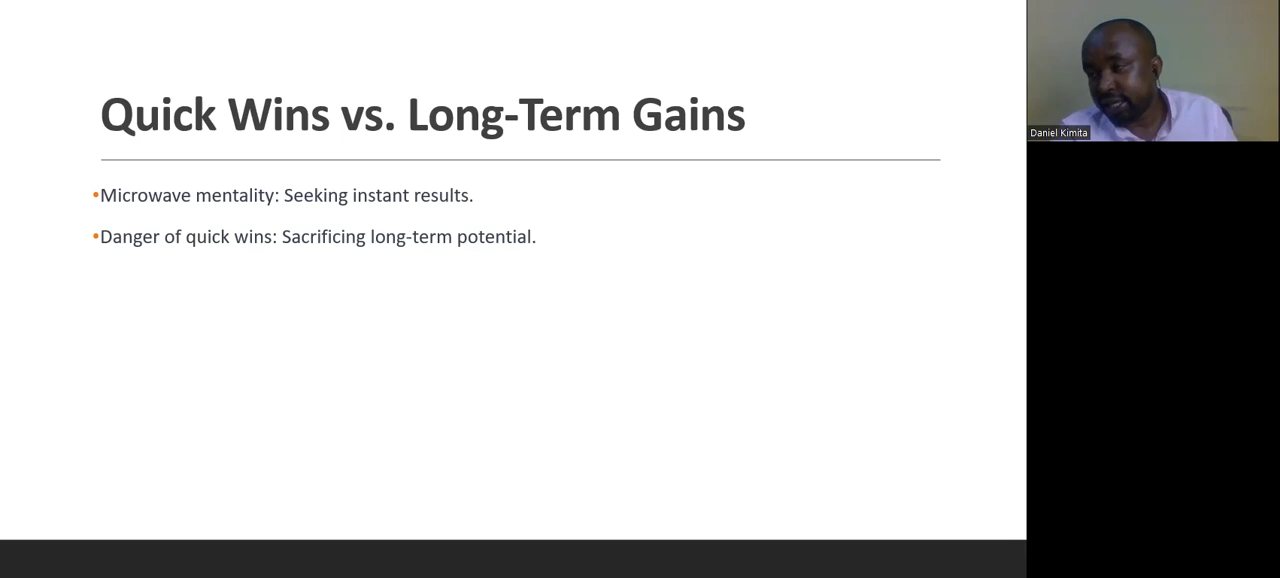 Quick Wins vs. Long-Term Gains
•Microwave mentality: Seeking instant results.
•Danger of quick wins: Sacrificing long-term potential.
Daniel Kimita